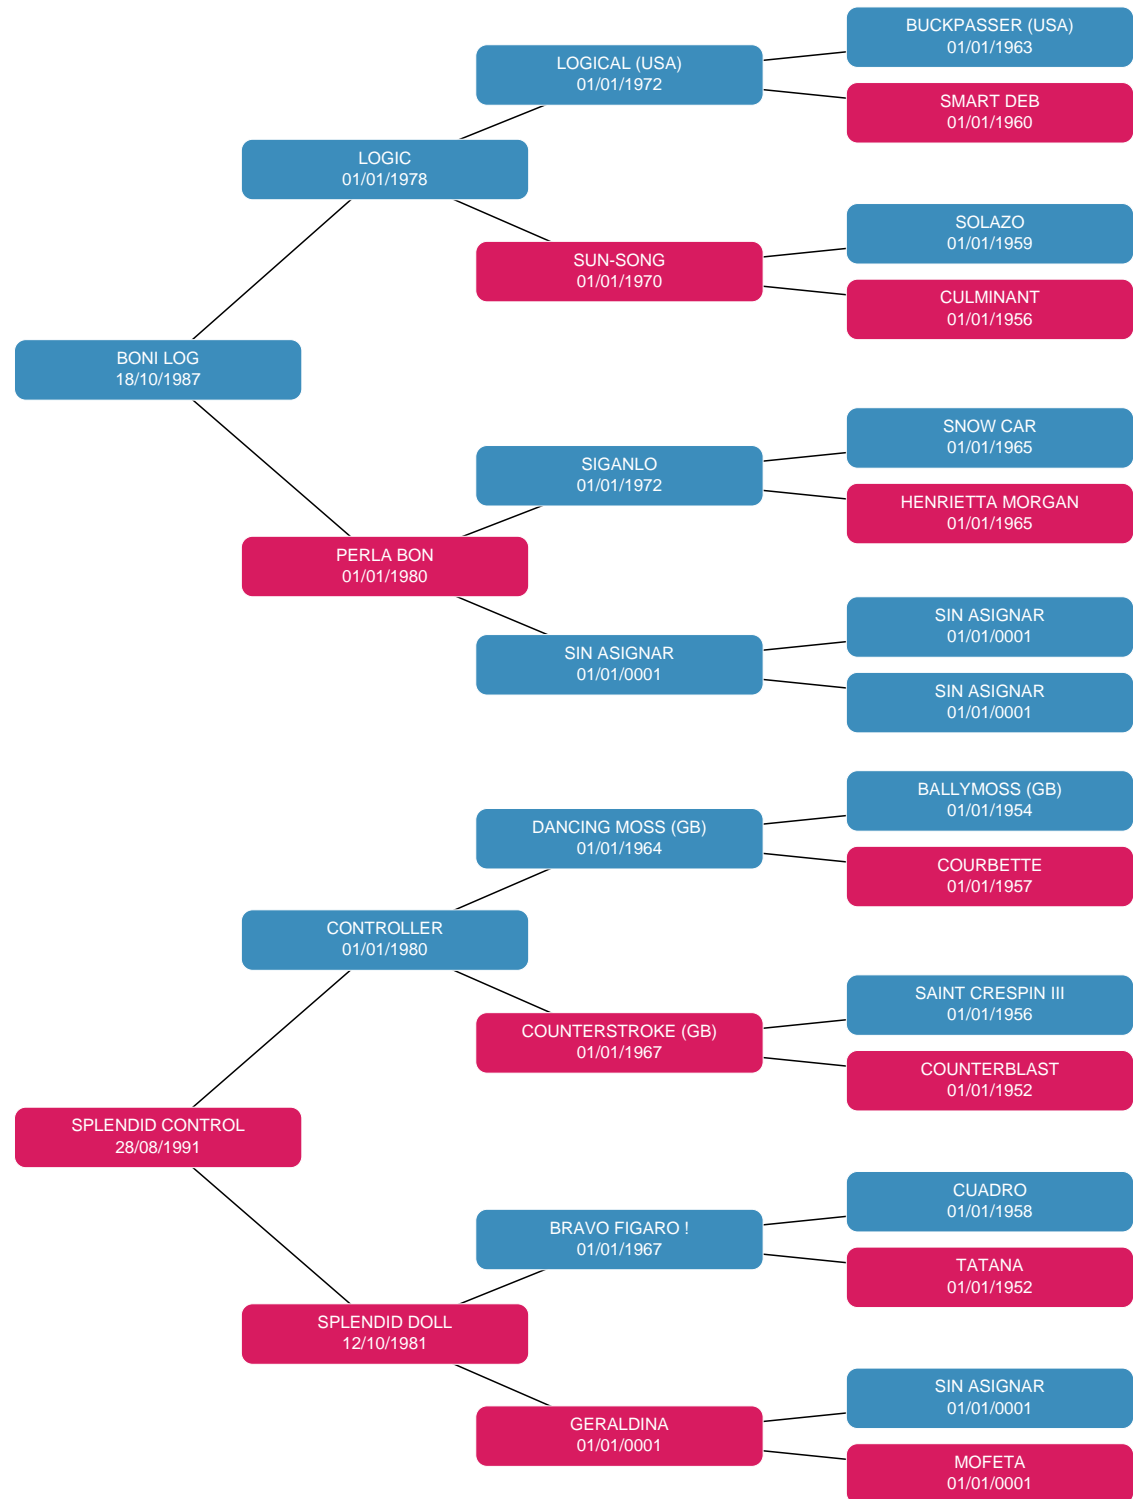 BUCKPASSER (USA)
01/01/1963
LOGICAL (USA)
01/01/1972
SMART DEB
01/01/1960
LOGIC
01/01/1978
SOLAZO
01/01/1959
SUN-SONG
01/01/1970
CULMINANT
01/01/1956
BONI LOG
18/10/1987
SNOW CAR
01/01/1965
SIGANLO
01/01/1972
HENRIETTA MORGAN
01/01/1965
PERLA BON
01/01/1980
SIN ASIGNAR
01/01/0001
SIN ASIGNAR
01/01/0001
SIN ASIGNAR
01/01/0001
BALLYMOSS (GB)
01/01/1954
DANCING MOSS (GB)
01/01/1964
COURBETTE
01/01/1957
CONTROLLER
01/01/1980
SAINT CRESPIN III
01/01/1956
COUNTERSTROKE (GB)
01/01/1967
COUNTERBLAST
01/01/1952
SPLENDID CONTROL
28/08/1991
CUADRO
01/01/1958
BRAVO FIGARO !
01/01/1967
TATANA
01/01/1952
SPLENDID DOLL
12/10/1981
SIN ASIGNAR
01/01/0001
GERALDINA
01/01/0001
MOFETA
01/01/0001